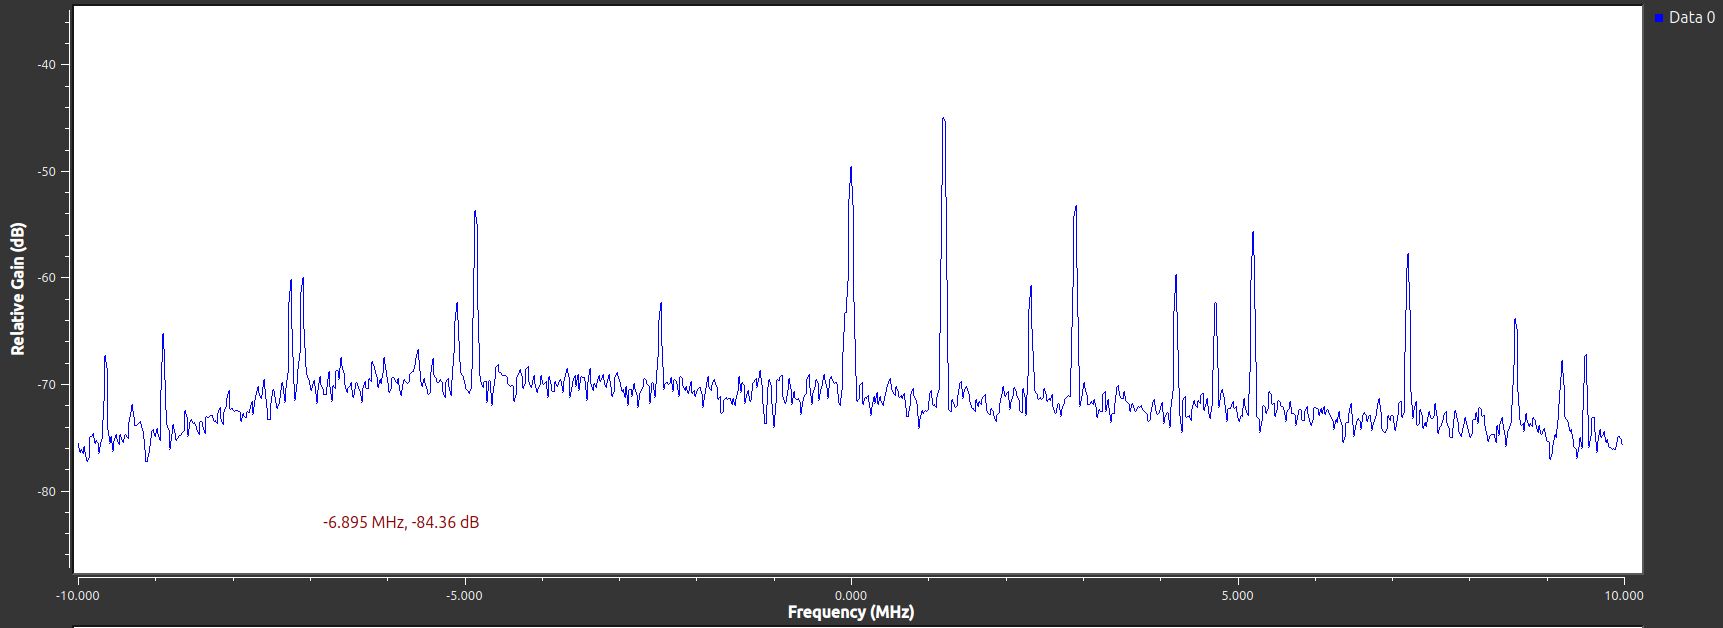 Data 0
-40
-50
-60
-70
-80
Relative Gain (dB)
-6.895 MHz, -84.36 dB
-10.000 -5.000 0.000 5.000 10.000
Frequency (MHz)